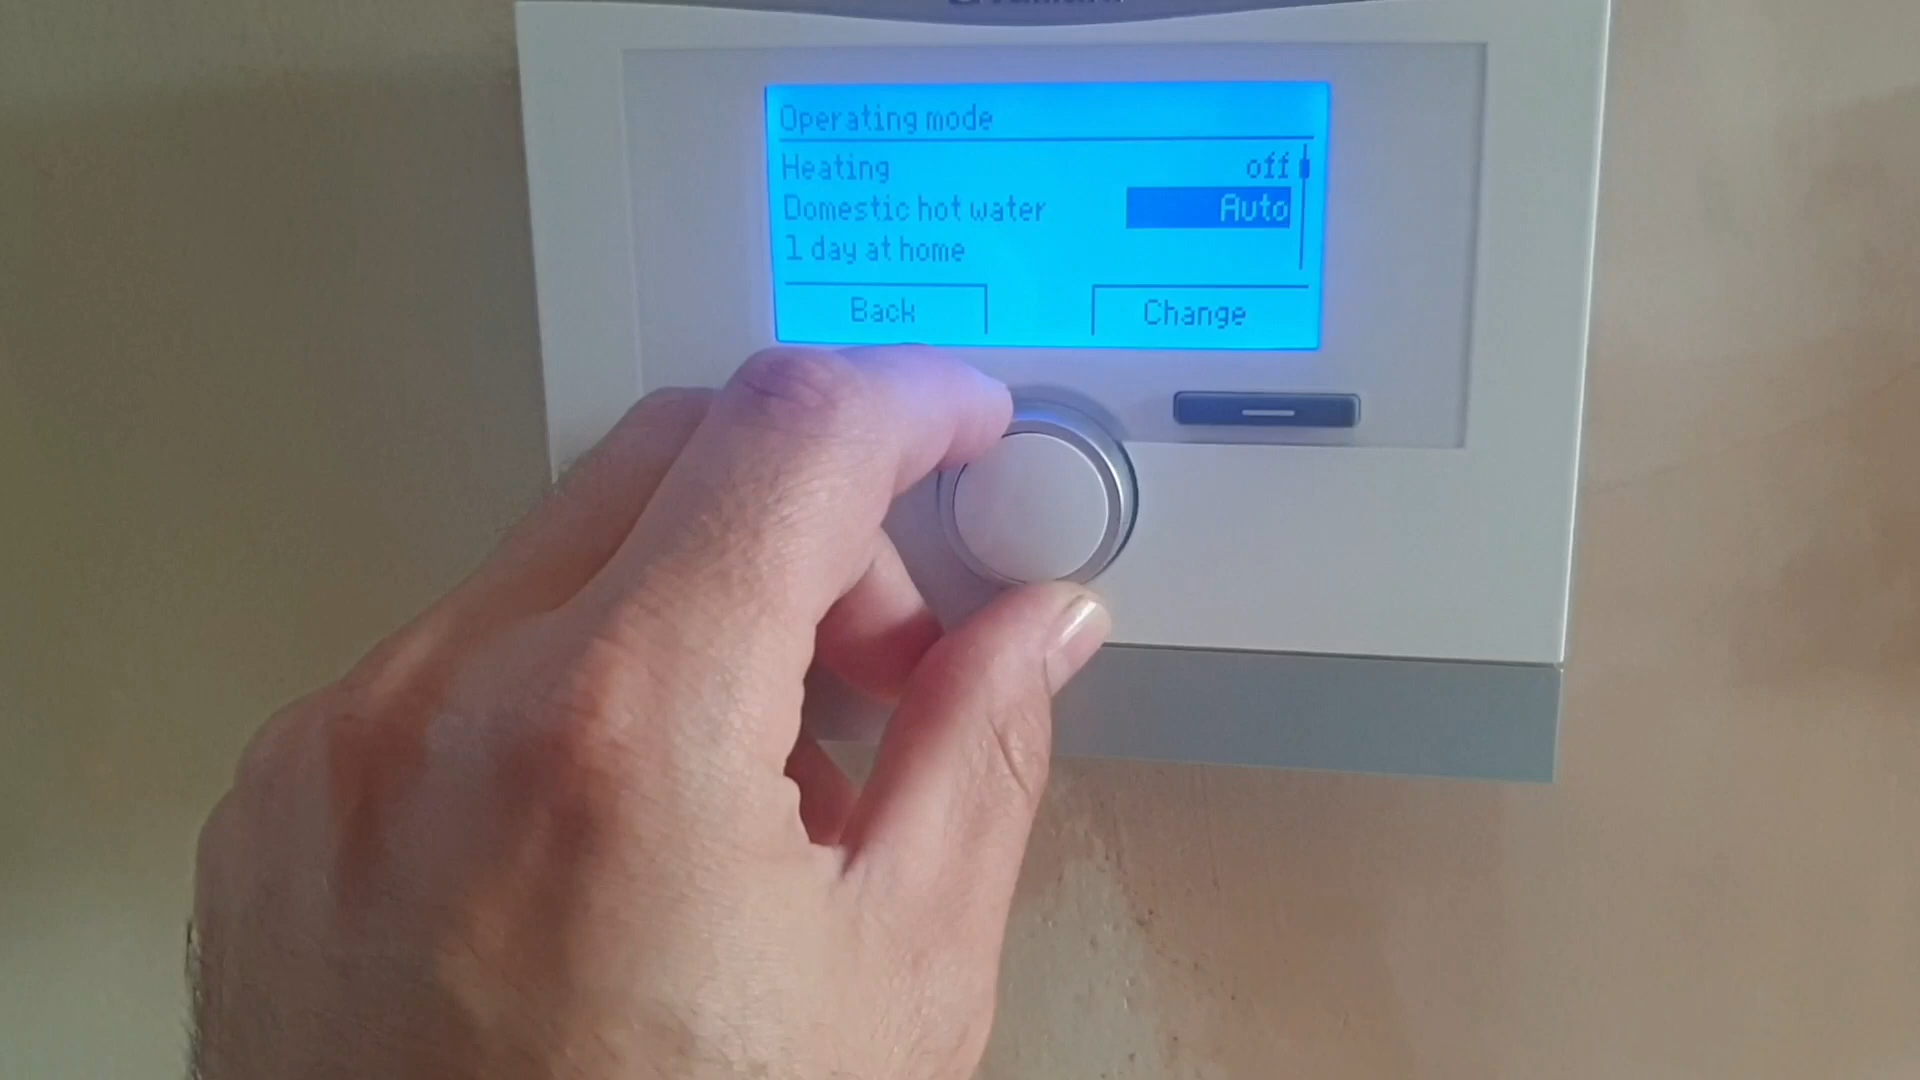 Operating mode
Heating off
Domestic hot water Auto
1 day at home
Back Change